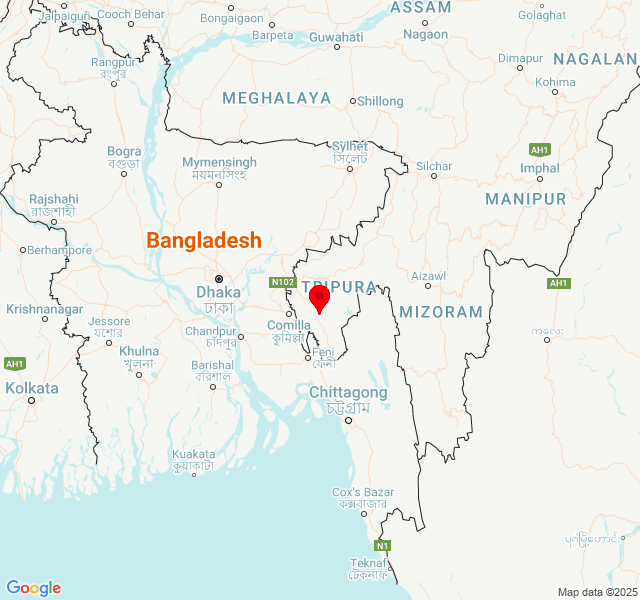 ASSAM
Jalpaiguri
Cooch Behar
Bongaigaon
Golaghat
Barpeta
Nagaon
Guwahati
Dimapur
NAGALAN
Rangpur
রংপুর
Kohima
MEGHALAYA
Shillong
Bogra
বগুড়া
Mymensingh
ময়মনসিংহ
Sylhet
সিলেট
Silchar
AH1
Imphal
MANIPUR
Rajshahi
রাজশাহী
Berhampore
Bangladesh
N102
TRIPURA
Aizawl
AH1
Dhaka
ঢাকা
Krishnanagar
Jessore
যশোর
Chandpur
চাঁদপুর
Comilla
কুমিল্লা
MIZORAM
ကလေး
Khulna
খুলনা
Feni
ফেনী
AH1
Kolkata
Barishal
বরিশাল
Chittagong
চট্টগ্রাম
Kuakata
কুয়াকাটা
Cox's Bazar
কক্সবাজার
N1
Teknaf
টেকনাফ
Google
Map data ©2025